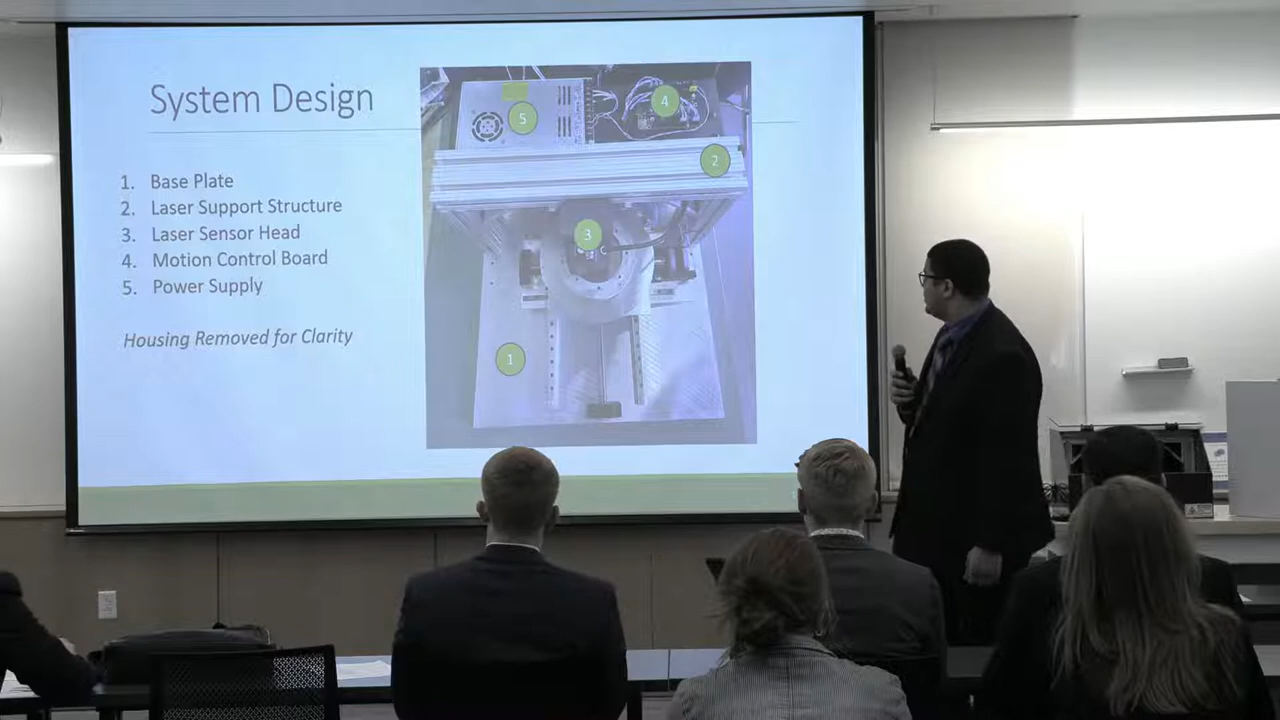 System Design
1. Base Plate
2. Laser Support Structure
3. Laser Sensor Head
4. Motion Control Board
5. Power Supply
Housing Removed for Clarity
5
4
2
3
1